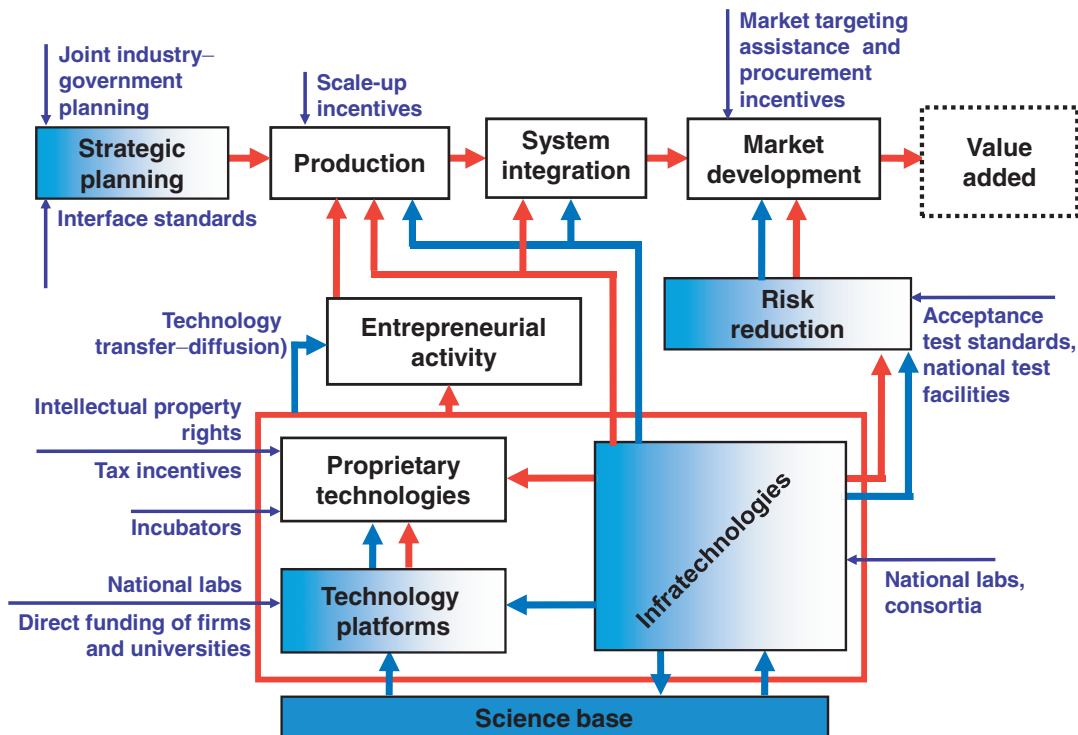 Joint industry–
government
planning
Scale-up
incentives
Market targeting
assistance and
procurement
incentives
Strategic
planning
Production
System
integration
Market
development
Value
added
Interface standards
Technology
transfer–diffusion)
Entrepreneurial
activity
Risk
reduction
Acceptance
test standards,
national test
facilities
Intellectual property
rights
Tax incentives
Incubators
Proprietary
technologies
Infratechnologies
National labs
Direct funding of firms
and universities
Technology
platforms
National labs,
consortia
Science base